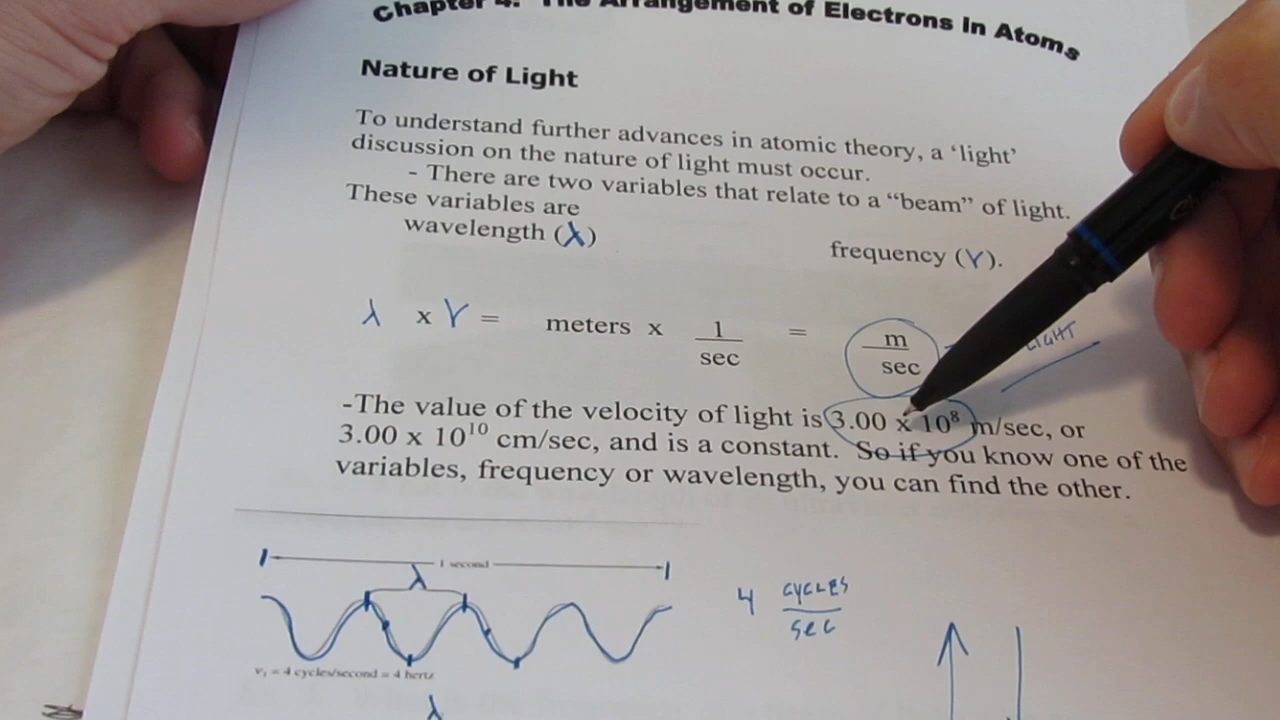 Chapter 4: The Arrangement of Electrons in Atoms
Nature of Light
To understand further advances in atomic theory, a ‘light’
discussion on the nature of light must occur.
- There are two variables that relate to a “beam” of light.
These variables are
wavelength (λ) frequency (γ).
λ x γ = meters x 1/sec = m/sec LIGHT
-The value of the velocity of light is 3.00 x 10⁸ m/sec, or
3.00 x 10¹⁰ cm/sec, and is a constant. So if you know one of the
variables, frequency or wavelength, you can find the other.
1 second
λ
4 CYCLES/sec
v₁ = 4 cycles/second = 4 hertz
λ